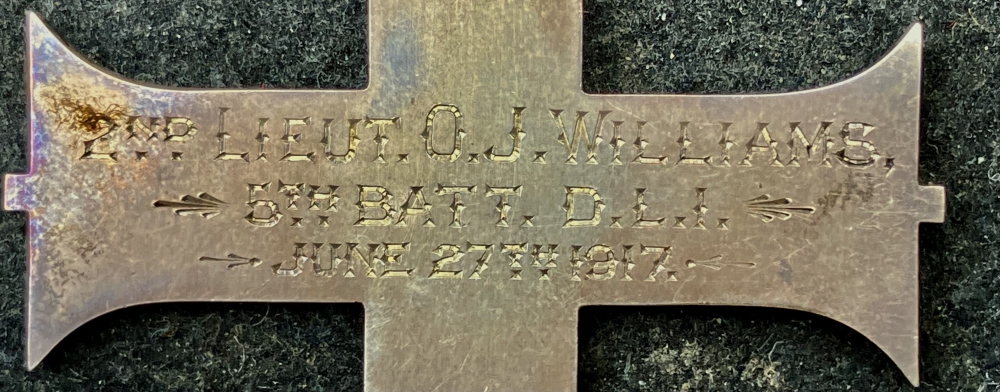 2ND. LIEUT. O. J. WILLIAMS,
5TH BATT. D.L.I.
JUNE 27TH 1917.